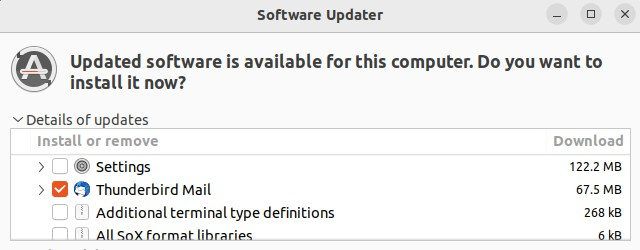 Software Updater
Updated software is available for this computer. Do you want to
install it now?
Details of updates
Install or remove Download
Settings 122.2 MB
Thunderbird Mail 67.5 MB
Additional terminal type definitions 268 kB
All SoX format libraries 6 kB